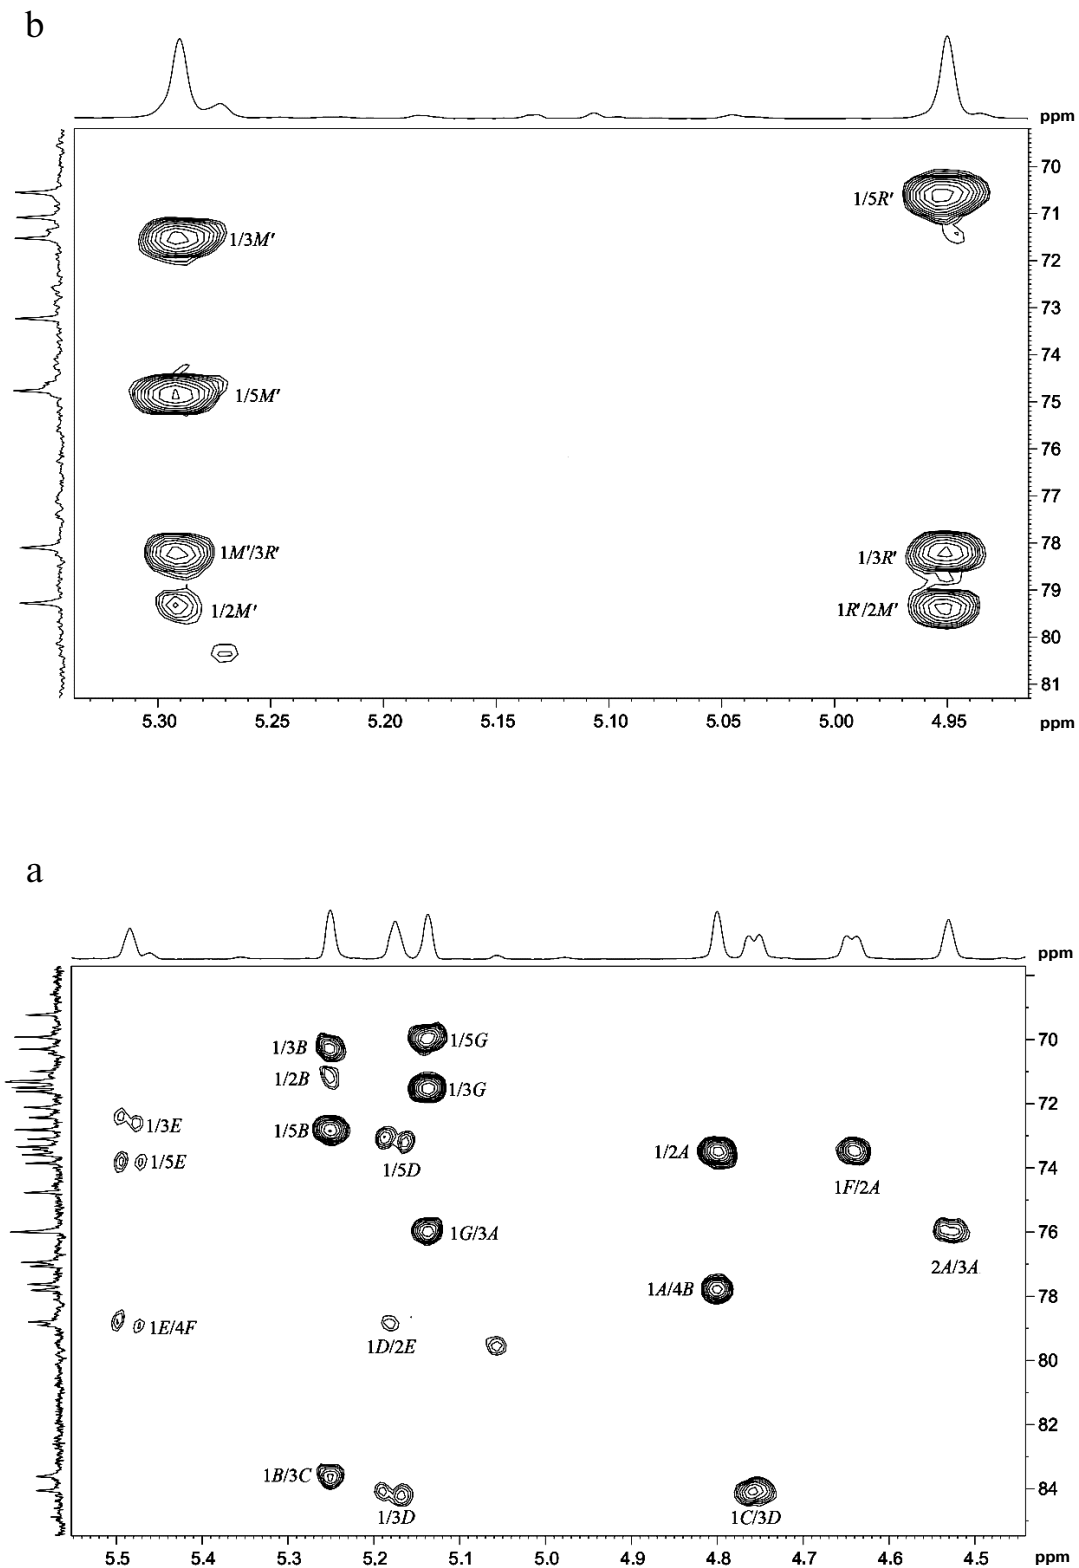 b
ppm
70
1/5R′
71
1/3M′
72
73
74
1/5M′
75
76
77
1M′/3R′
78
1/3R′
79
1/2M′
1R′/2M′
80
81
5.30 5.25 5.20 5.15 5.10 5.05 5.00 4.95 ppm
a
ppm
1/3B
1/5G
70
1/2B
1/3G
1/3E
1/5B
72
1/5E
1/5D
1/2A
1F/2A
74
1G/3A
76
2A/3A
1A/4B
78
1E/4F
1D/2E
80
82
1B/3C
84
1/3D
1C/3D
5.5 5.4 5.3 5.2 5.1 5.0 4.9 4.8 4.7 4.6 4.5 ppm